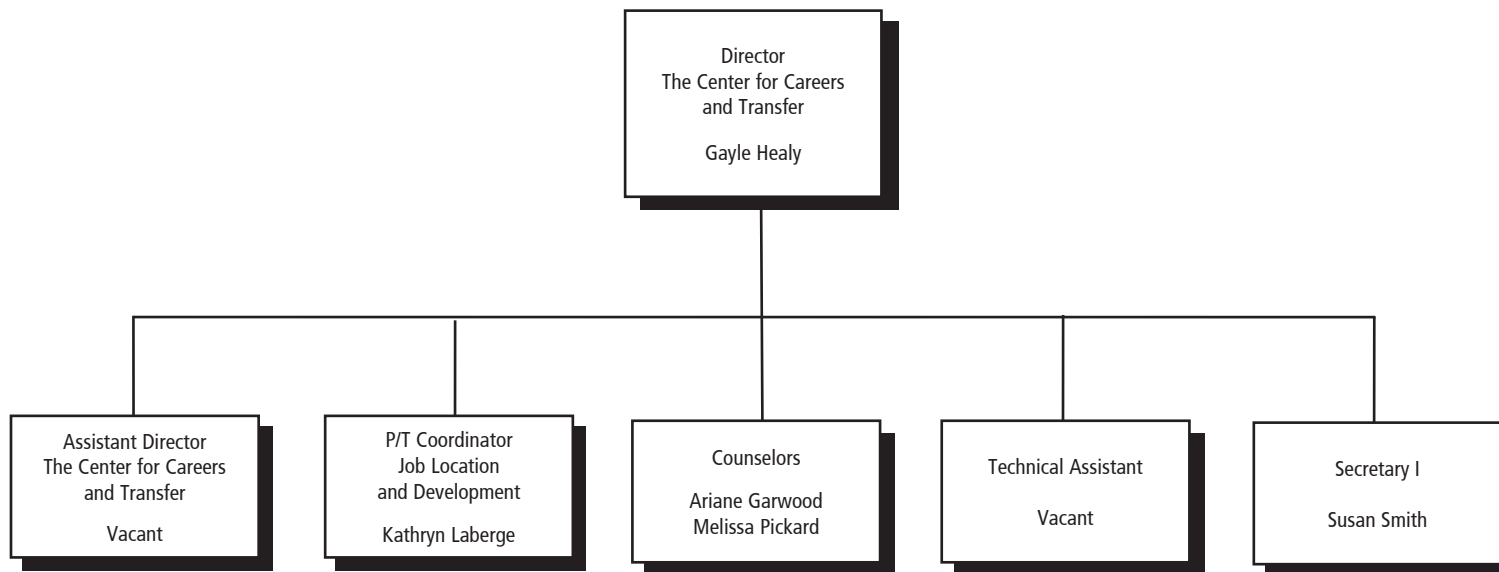 Director
The Center for Careers
and Transfer
Gayle Healy
Assistant Director
The Center for Careers
and Transfer
Vacant
P/T Coordinator
Job Location
and Development
Kathryn Laberge
Counselors
Ariane Garwood
Melissa Pickard
Technical Assistant
Vacant
Secretary I
Susan Smith